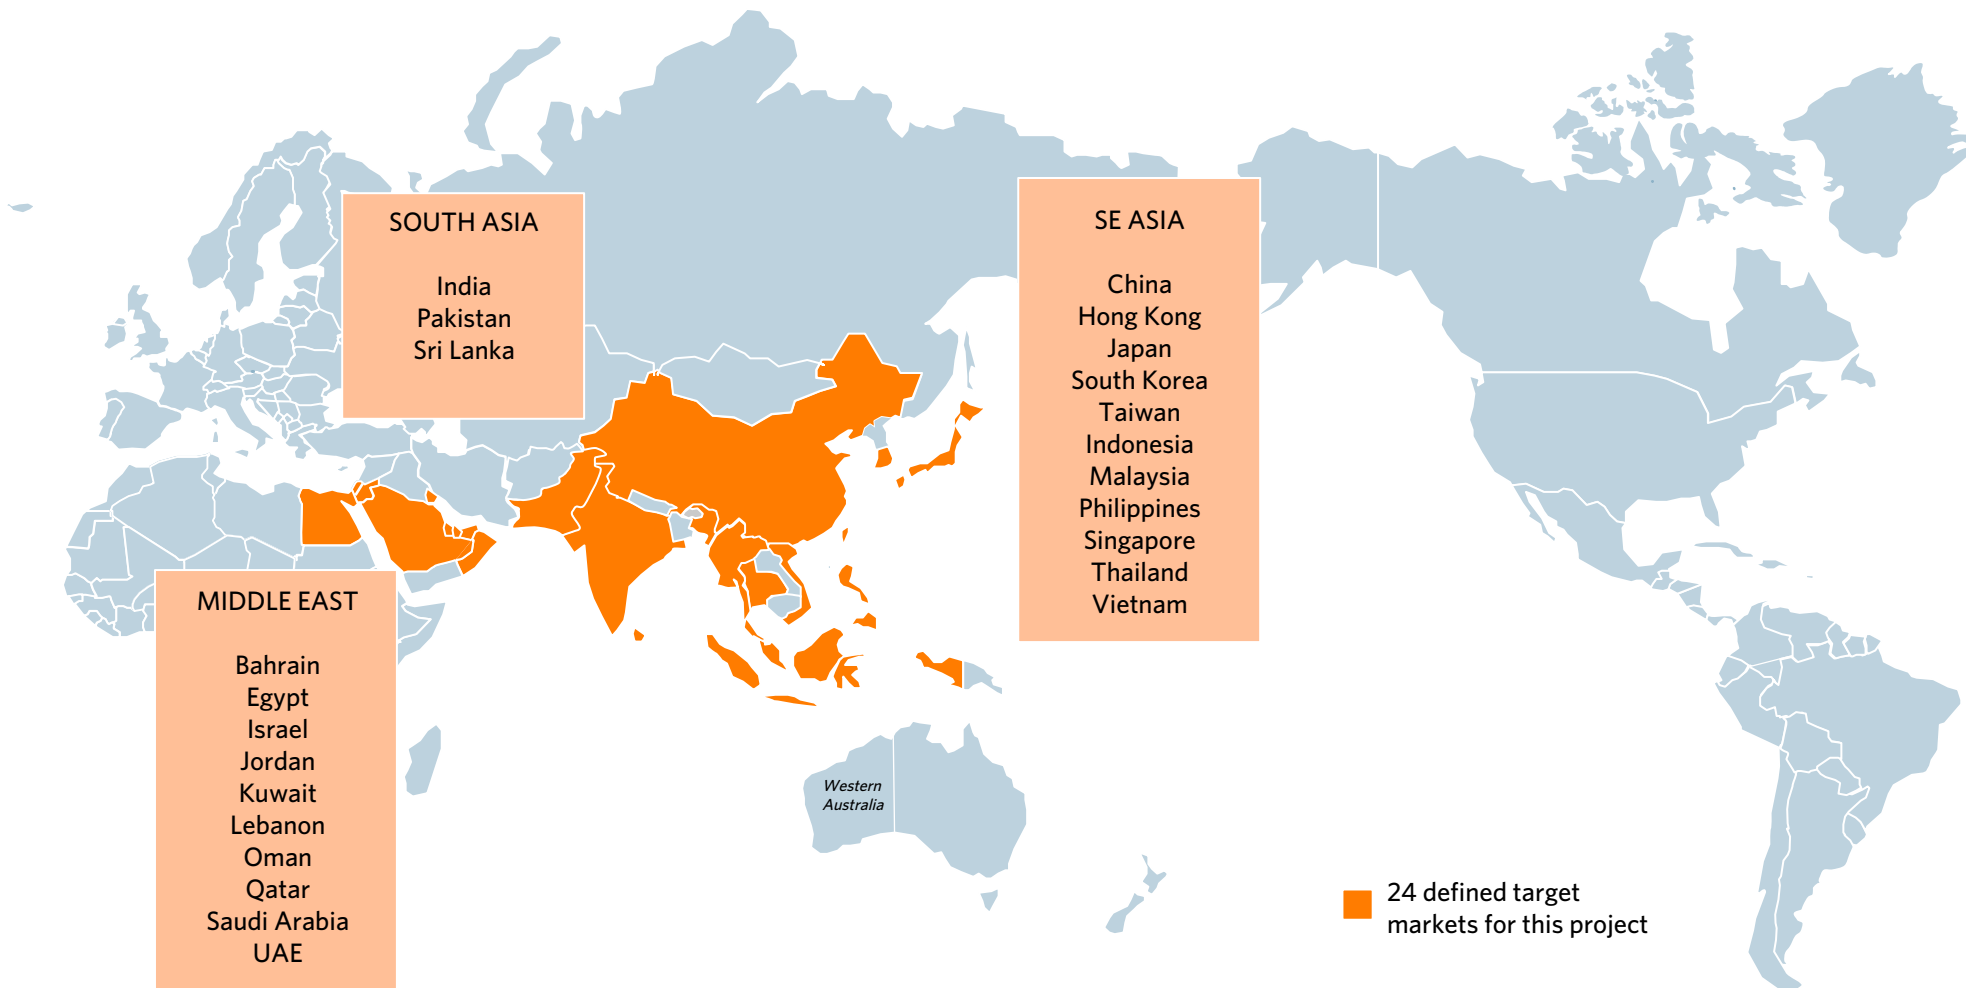 SOUTH ASIA
India
Pakistan
Sri Lanka
SE ASIA
China
Hong Kong
Japan
South Korea
Taiwan
Indonesia
Malaysia
Philippines
Singapore
Thailand
Vietnam
MIDDLE EAST
Bahrain
Egypt
Israel
Jordan
Kuwait
Lebanon
Oman
Qatar
Saudi Arabia
UAE
Western
Australia
24 defined target
markets for this project